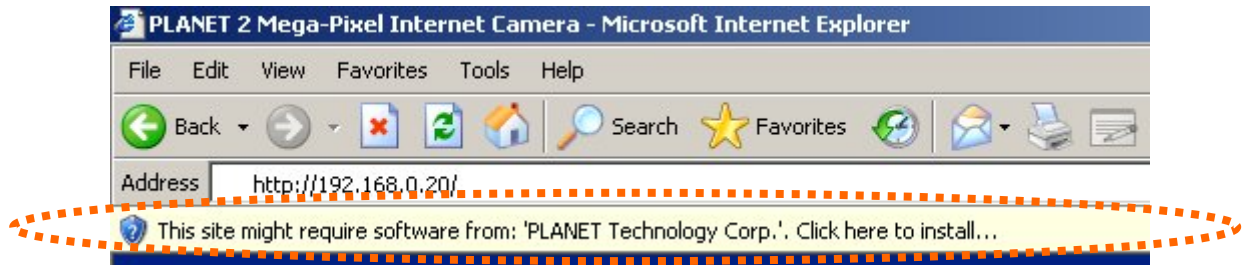 PLANET 2 Mega-Pixel Internet Camera - Microsoft Internet Explorer
File Edit View Favorites Tools Help
Back Search Favorites
Address http://192.168.0.20/
This site might require software from: 'PLANET Technology Corp.'. Click here to install...